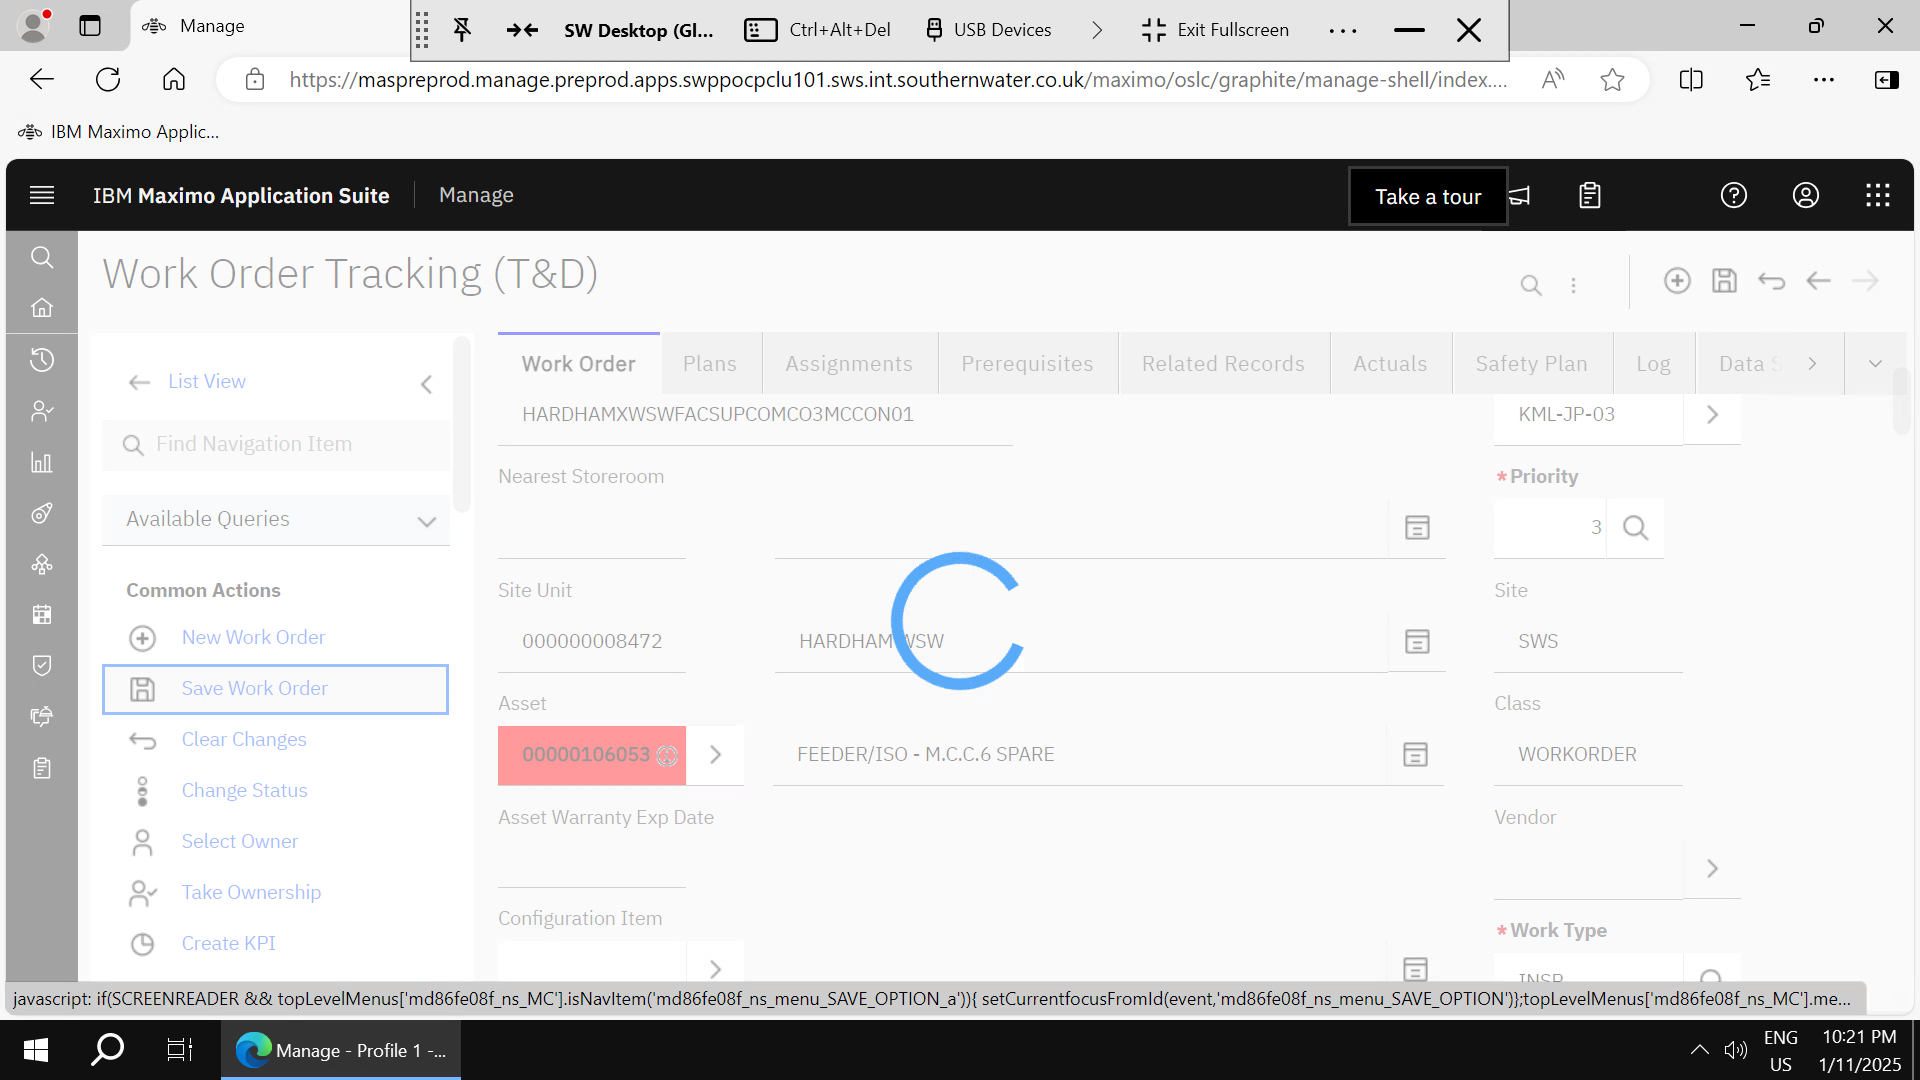 Manage
SW Desktop (Gl...
Ctrl+Alt+Del
USB Devices
Exit Fullscreen
https://maspreprod.manage.preprod.apps.swppocpclu101.sws.int.southernwater.co.uk/maximo/oslc/graphite/manage-shell/index....
IBM Maximo Applic...
IBM Maximo Application Suite
Manage
Take a tour
Work Order Tracking (T&D)
List View
Find Navigation Item
Available Queries
Common Actions
New Work Order
Save Work Order
Clear Changes
Change Status
Select Owner
Take Ownership
Create KPI
Work Order
Plans
Assignments
Prerequisites
Related Records
Actuals
Safety Plan
Log
Data S
HARDHAMXWSWFACSUPCOMCO3MCCON01
KML-JP-03
Nearest Storeroom
* Priority
3
Site Unit
Site
000000008472
HARDHAM WSW
SWS
Asset
Class
00000106053
FEEDER/ISO - M.C.C.6 SPARE
WORKORDER
Asset Warranty Exp Date
Vendor
Configuration Item
* Work Type
INSP
javascript: if(SCREENREADER && topLevelMenus['md86fe08f_ns_MC'].isNavItem('md86fe08f_ns_menu_SAVE_OPTION_a')){ setCurrentfocusFromId(event,'md86fe08f_ns_menu_SAVE_OPTION')};topLevelMenus['md86fe08f_ns_MC'].me...
Manage - Profile 1 -...
ENG
US
10:21 PM
1/11/2025